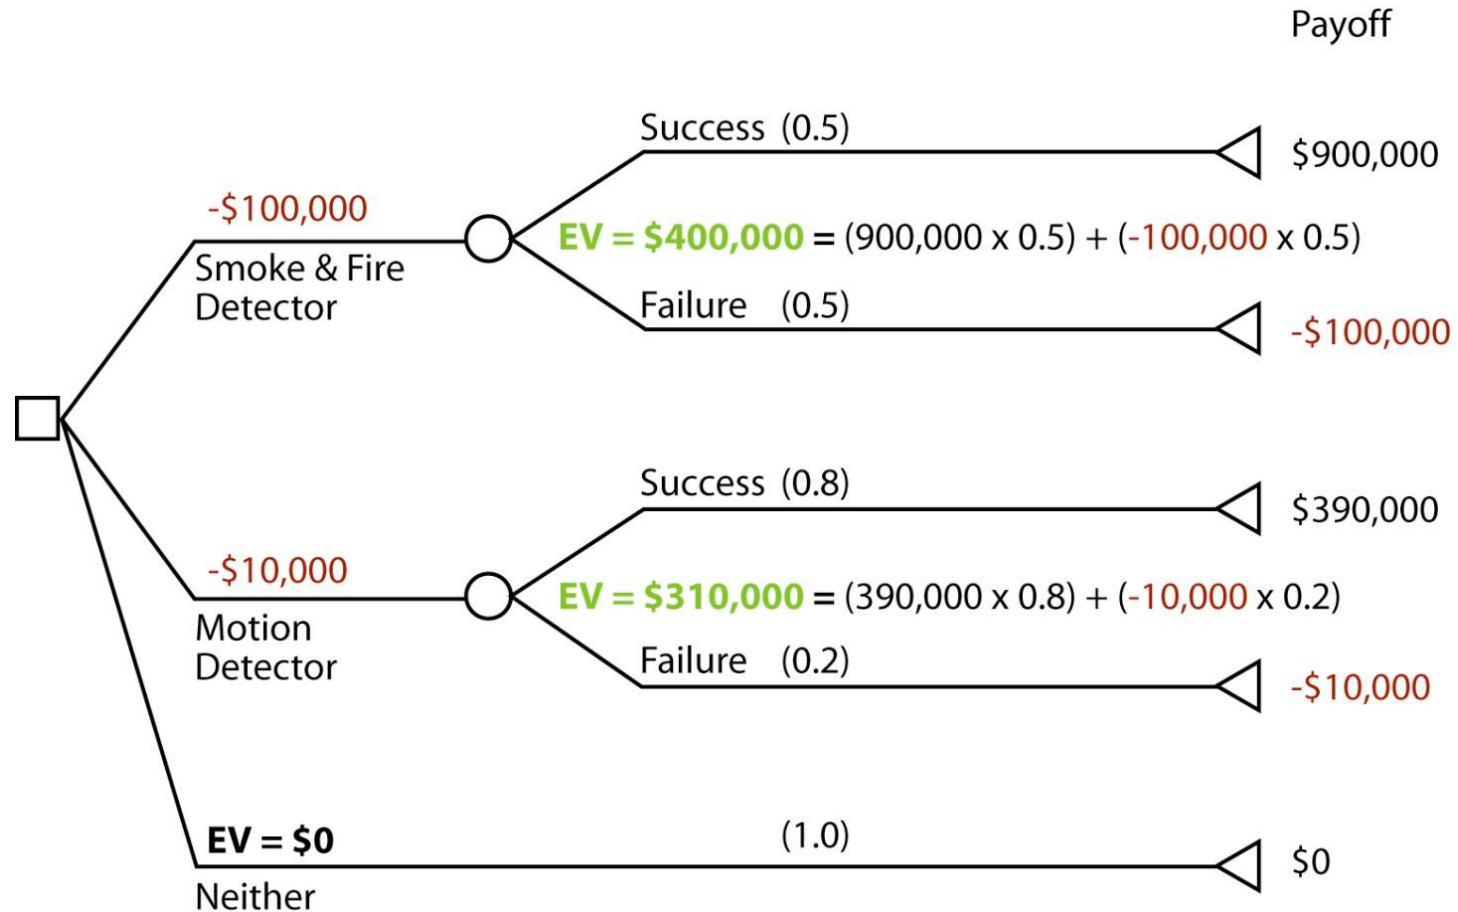 Payoff
Success (0.5)
$900,000
-$100,000
EV = $400,000 = (900,000 x 0.5) + (-100,000 x 0.5)
Smoke & Fire
Detector
Failure (0.5)
-$100,000
Success (0.8)
$390,000
-$10,000
EV = $310,000 = (390,000 x 0.8) + (-10,000 x 0.2)
Motion
Detector
Failure (0.2)
-$10,000
EV = $0
(1.0)
$0
Neither